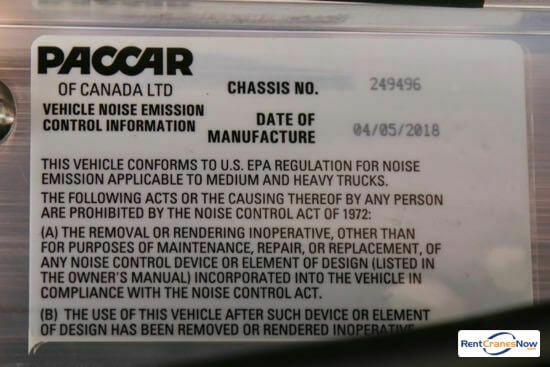 PACCAR
OF CANADA LTD
VEHICLE NOISE EMISSION
CONTROL INFORMATION
CHASSIS NO. 249496
DATE OF
MANUFACTURE 04/05/2018
THIS VEHICLE CONFORMS TO U.S. EPA REGULATION FOR NOISE
EMISSION APPLICABLE TO MEDIUM AND HEAVY TRUCKS.
THE FOLLOWING ACTS OR THE CAUSING THEREOF BY ANY PERSON
ARE PROHIBITED BY THE NOISE CONTROL ACT OF 1972:
(A) THE REMOVAL OR RENDERING INOPERATIVE, OTHER THAN
FOR PURPOSES OF MAINTENANCE, REPAIR, OR REPLACEMENT, OF
ANY NOISE CONTROL DEVICE OR ELEMENT OF DESIGN (LISTED IN
THE OWNER'S MANUAL) INCORPORATED INTO THE VEHICLE IN
COMPLIANCE WITH THE NOISE CONTROL ACT.
(B) THE USE OF THIS VEHICLE AFTER SUCH DEVICE OR ELEMENT
OF DESIGN HAS BEEN REMOVED OR RENDERED INOPERATIVE
RentCranesNow